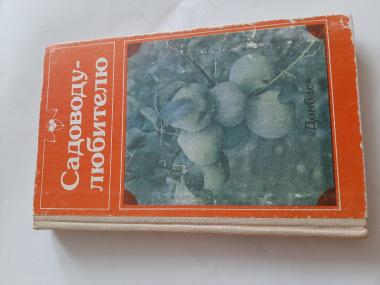 Садоводу-
любителю
«Донбас»